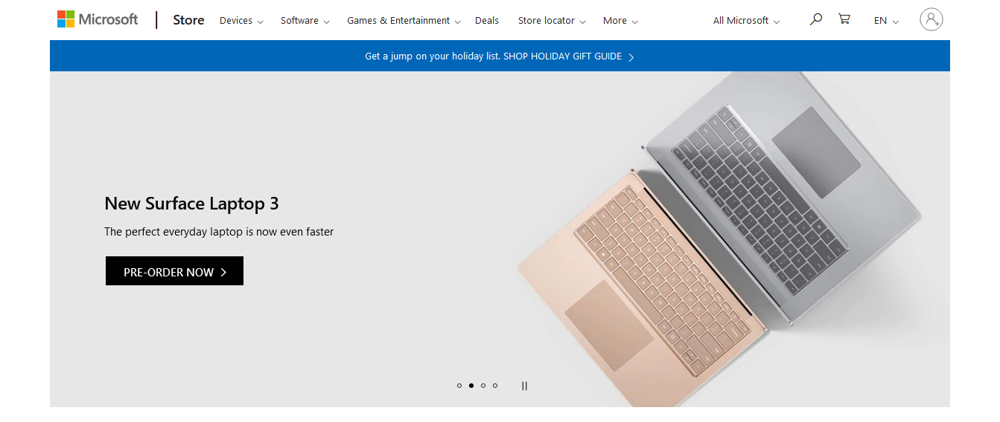 Microsoft Store Devices Software Games & Entertainment Deals Store locator More All Microsoft EN
Get a jump on your holiday list. SHOP HOLIDAY GIFT GUIDE
New Surface Laptop 3
The perfect everyday laptop is now even faster
PRE-ORDER NOW